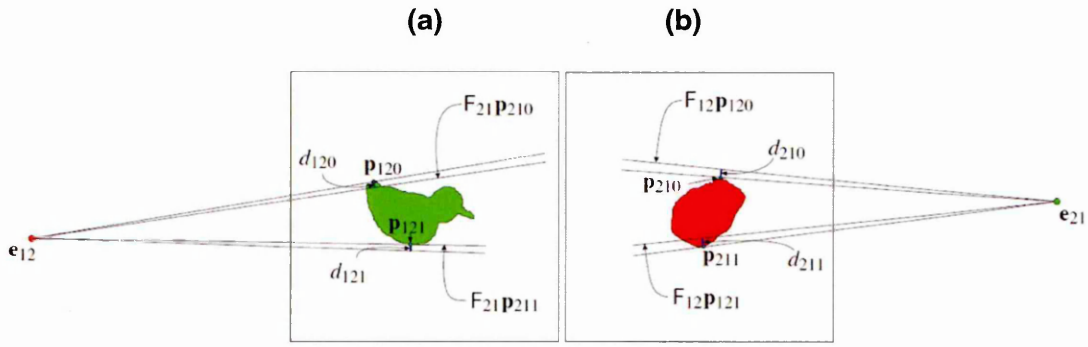 (a) (b)
F₂₁p₂₁₀
F₁₂p₁₂₀
d₁₂₀
p₁₂₀
d₂₁₀
p₂₁₀
e₁₂
p₁₂₁
e₂₁
d₁₂₁
p₂₁₁
d₂₁₁
F₂₁p₂₁₁
F₁₂p₁₂₁